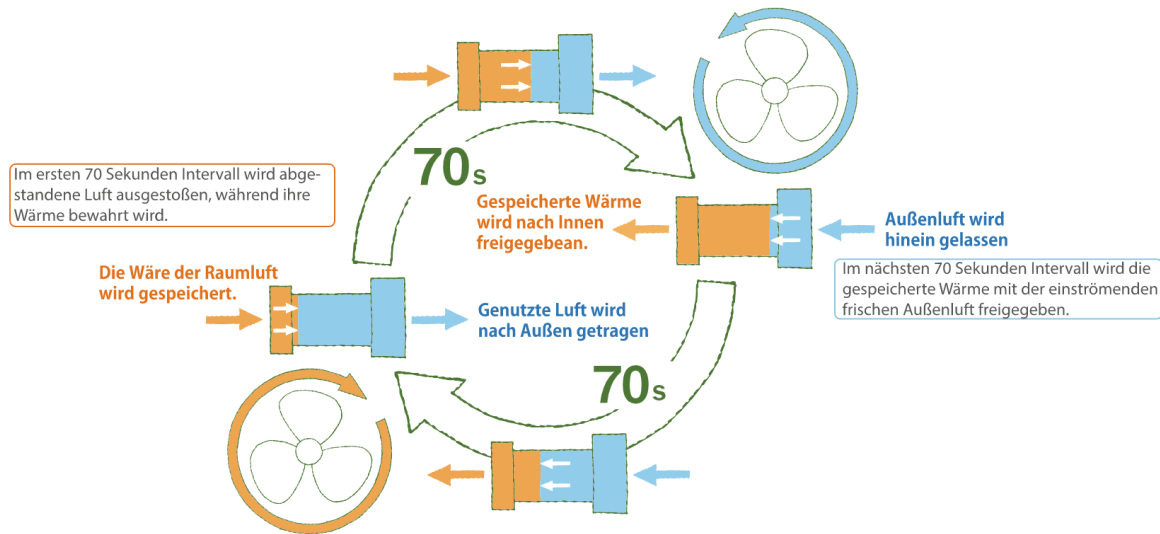 70s
Im ersten 70 Sekunden Intervall wird abge-
standene Luft ausgestoßen, während ihre
Wärme bewahrt wird.
Gespeicherte Wärme
wird nach Innen
freigegebean.
Außenluft wird
hinein gelassen
Im nächsten 70 Sekunden Intervall wird die
gespeicherte Wärme mit der einströmenden
frischen Außenluft freigegeben.
Die Wäre der Raumluft
wird gespeichert.
Genutzte Luft wird
nach Außen getragen
70s